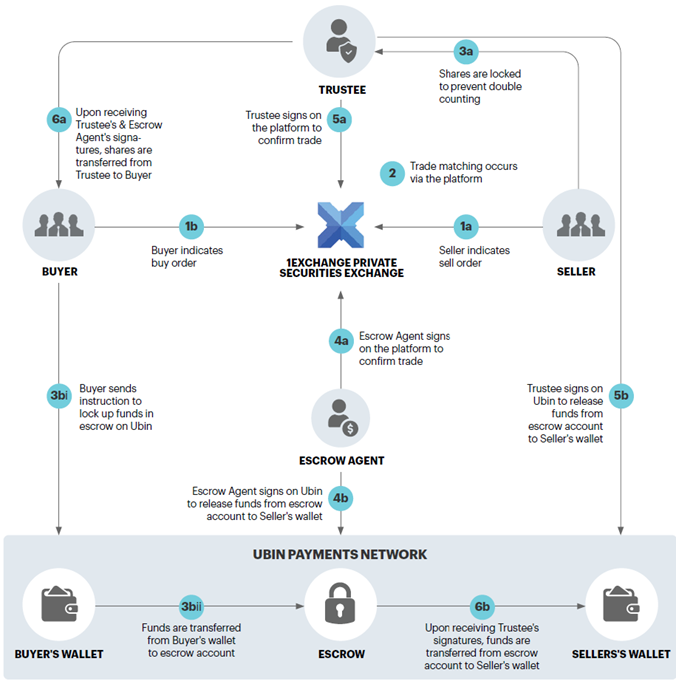 TRUSTEE
3a
Shares are locked
to prevent double
counting
6a
Upon receiving
Trustee's & Escrow
Agent's signa-
tures, shares are
transferred from
Trustee to Buyer
Trustee signs on
the platform to
confirm trade
5a
2
Trade matching occurs
via the platform
BUYER
1b
Buyer indicates
buy order
1EXCHANGE PRIVATE
SECURITIES EXCHANGE
1a
Seller indicates
sell order
SELLER
4a
Escrow Agent signs
on the platform to
confirm trade
3bi
Buyer sends
instruction to
lock up funds in
escrow on Ubin
ESCROW AGENT
Trustee signs on
Ubin to release
funds from
escrow account
to Seller's wallet
5b
Escrow Agent signs on Ubin
to release funds from escrow
account to Seller's wallet
4b
UBIN PAYMENTS NETWORK
BUYER'S WALLET
3bii
Funds are transferred
from Buyer's wallet
to escrow account
ESCROW
6b
Upon receiving Trustee's
signatures, funds are
transferred from escrow
account to Seller's wallet
SELLERS'S WALLET